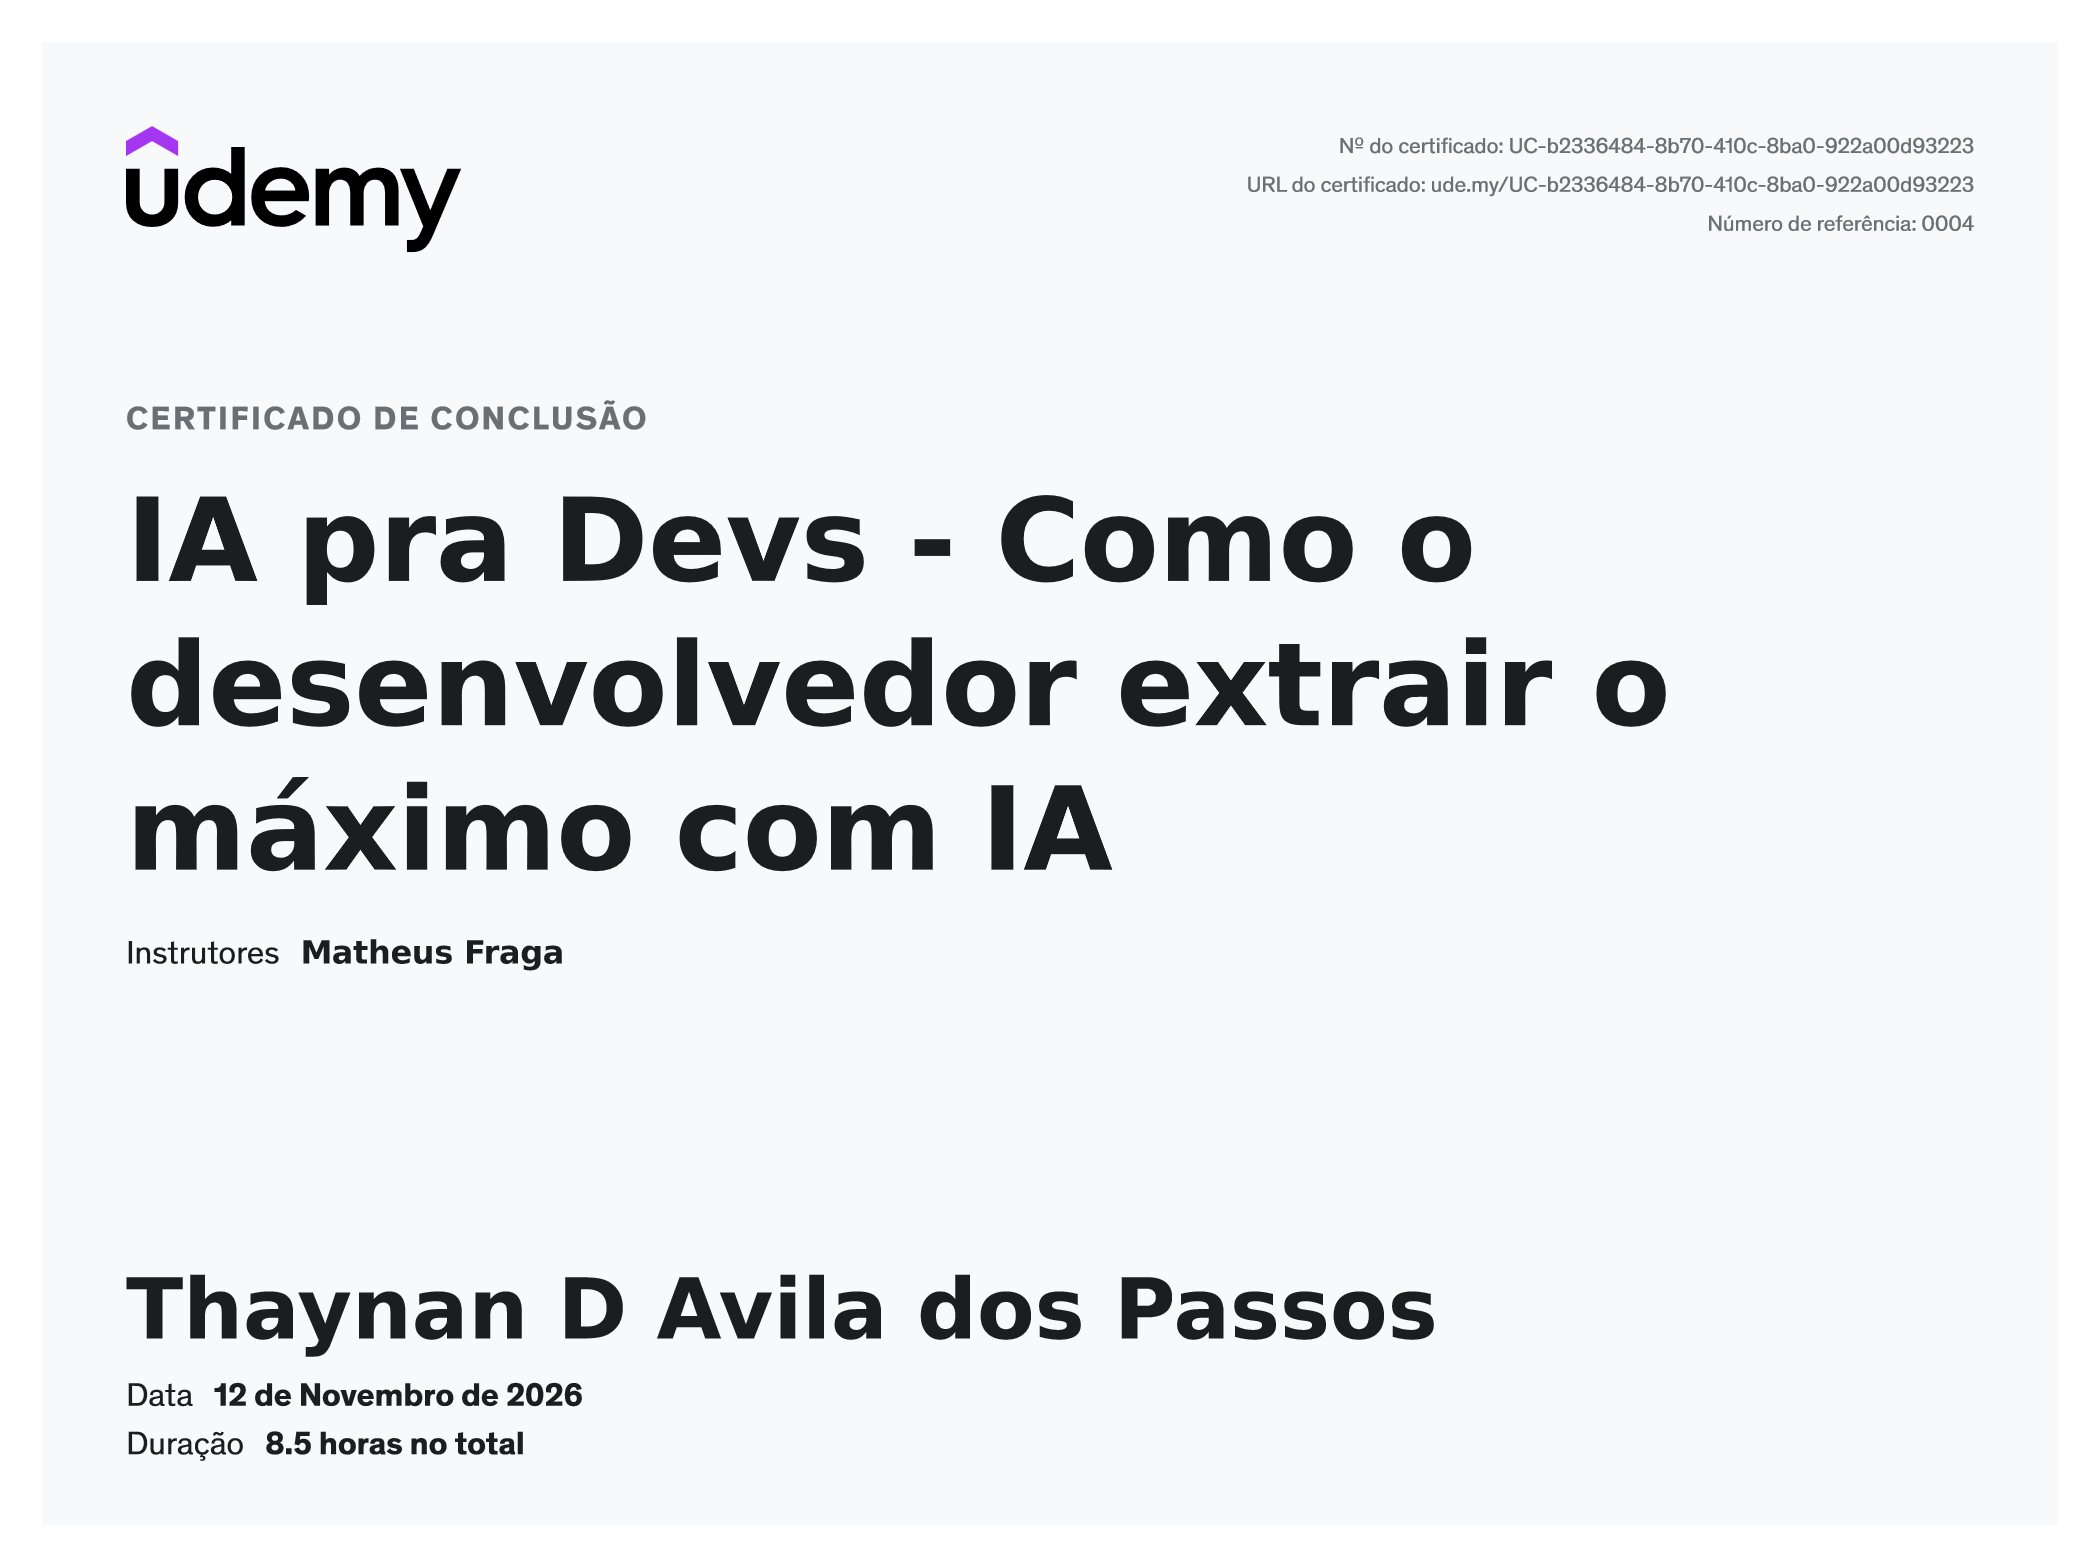 udemy
Nº do certificado: UC-b2336484-8b70-410c-8ba0-922a00d93223
URL do certificado: ude.my/UC-b2336484-8b70-410c-8ba0-922a00d93223
Número de referência: 0004
CERTIFICADO DE CONCLUSÃO
IA pra Devs - Como o
desenvolvedor extrair o
máximo com IA
Instrutores Matheus Fraga
Thaynan D Avila dos Passos
Data 12 de Novembro de 2026
Duração 8.5 horas no total